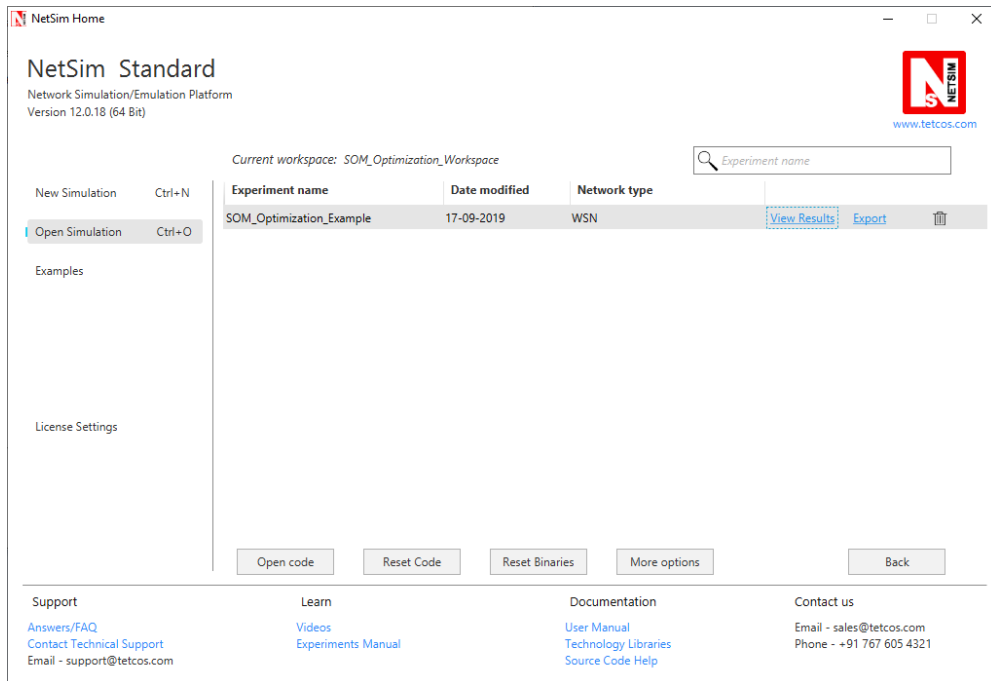 NetSim Home
NetSim Standard
Network Simulation/Emulation Platform
Version 12.0.18 (64 Bit)
NETSIM
www.tetcos.com
Current workspace: SOM_Optimization_Workspace
Experiment name
New Simulation Ctrl+N
Open Simulation Ctrl+O
Examples
License Settings
Experiment name Date modified Network type
SOM_Optimization_Example 17-09-2019 WSN View Results Export
Open code Reset Code Reset Binaries More options Back
Support
Answers/FAQ
Contact Technical Support
Email - support@tetcos.com
Learn
Videos
Experiments Manual
Documentation
User Manual
Technology Libraries
Source Code Help
Contact us
Email - sales@tetcos.com
Phone - +91 767 605 4321